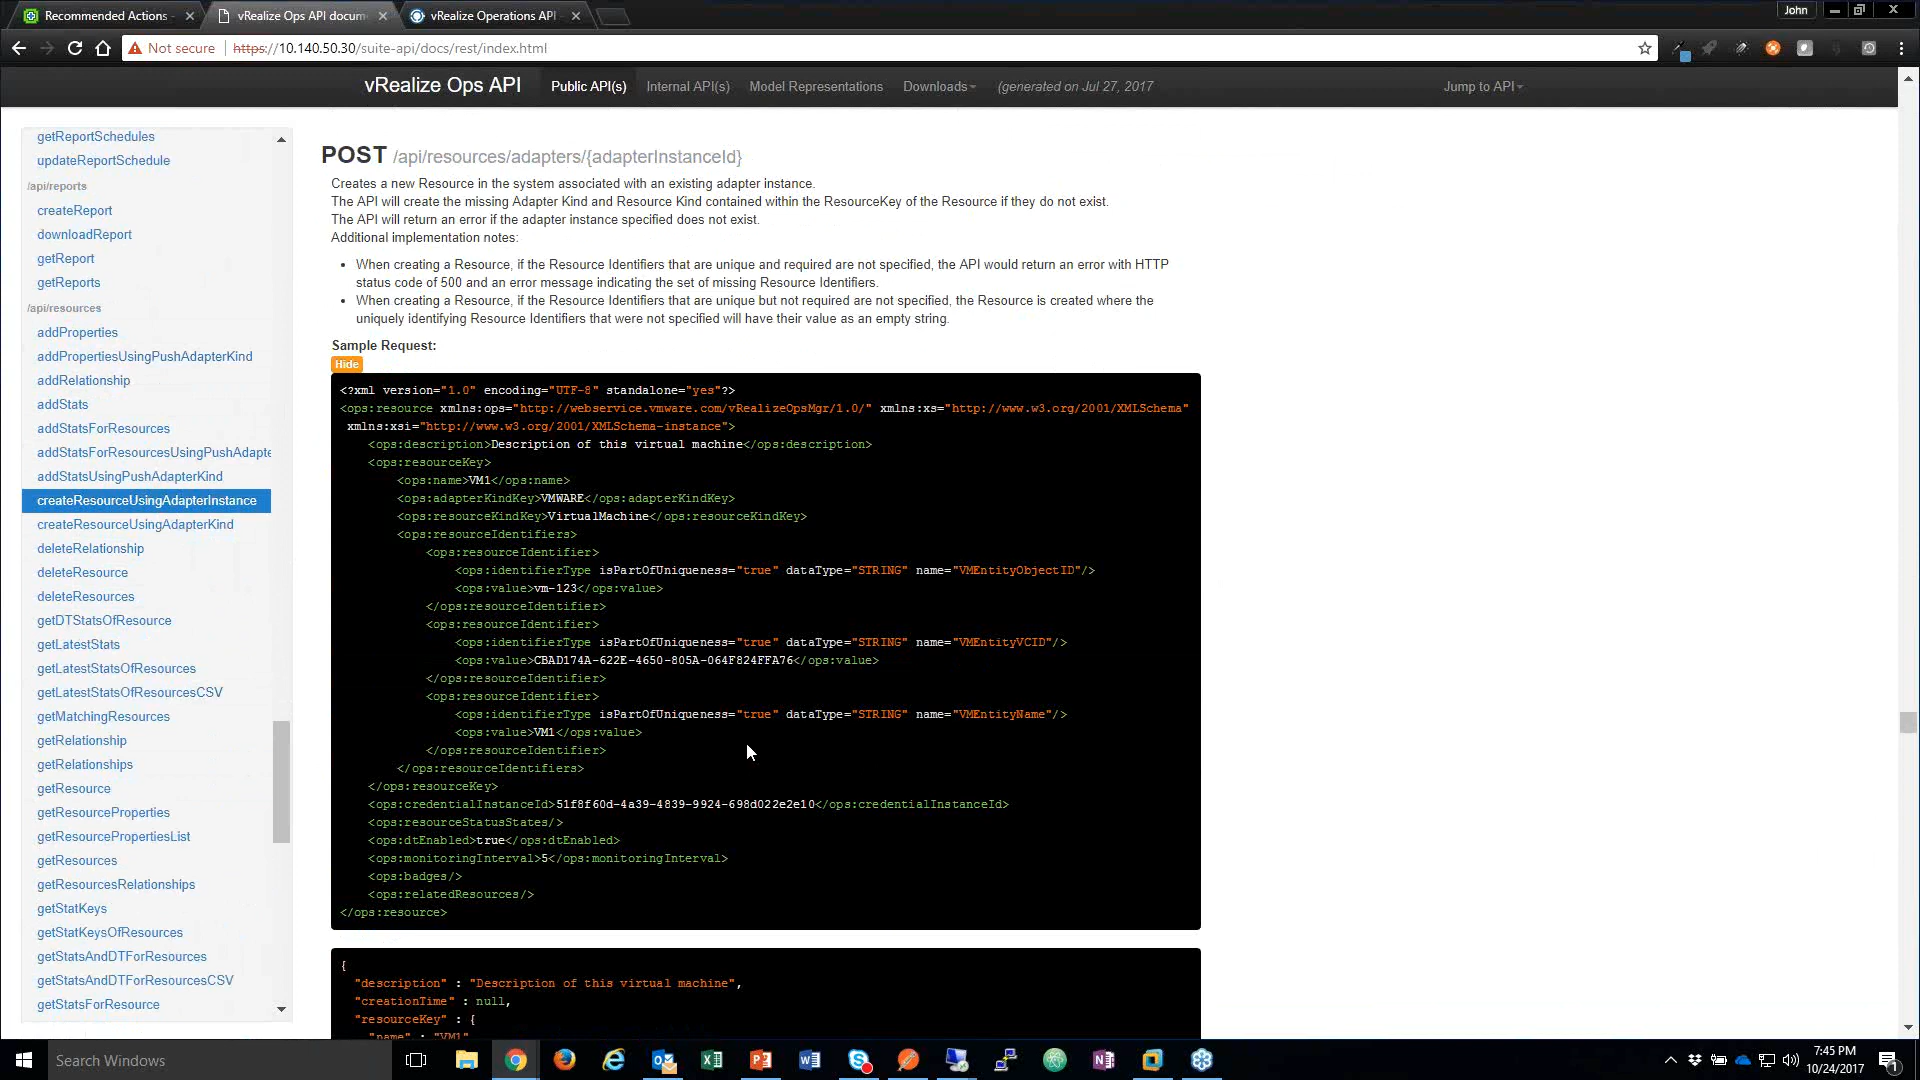 Recommended Actions -
vRealize Ops API docum
vRealize Operations API
John
Not secure
https://10.140.50.30/suite-api/docs/rest/index.html
vRealize Ops API
Public API(s)
Internal API(s)
Model Representations
Downloads
(generated on Jul 27, 2017
Jump to API
getReportSchedules
updateReportSchedule
/api/reports
createReport
downloadReport
getReport
getReports
/api/resources
addProperties
addPropertiesUsingPushAdapterKind
addRelationship
addStats
addStatsForResources
addStatsForResourcesUsingPushAdapte
addStatsUsingPushAdapterKind
createResourceUsingAdapterInstance
createResourceUsingAdapterKind
deleteRelationship
deleteResource
deleteResources
getDTStatsOfResource
getLatestStats
getLatestStatsOfResources
getLatestStatsOfResourcesCSV
getMatchingResources
getRelationship
getRelationships
getResource
getResourceProperties
getResourcePropertiesList
getResources
getResourcesRelationships
getStatKeys
getStatKeysOfResources
getStatsAndDTForResources
getStatsAndDTForResourcesCSV
getStatsForResource
POST /api/resources/adapters/{adapterInstanceId}
Creates a new Resource in the system associated with an existing adapter instance.
The API will create the missing Adapter Kind and Resource Kind contained within the ResourceKey of the Resource if they do not exist.
The API will return an error if the adapter instance specified does not exist.
Additional implementation notes:
• When creating a Resource, if the Resource Identifiers that are unique and required are not specified, the API would return an error with HTTP
status code of 500 and an error message indicating the set of missing Resource Identifiers.
• When creating a Resource, if the Resource Identifiers that are unique but not required are not specified, the Resource is created where the
uniquely identifying Resource Identifiers that were not specified will have their value as an empty string.
Sample Request:
Hide
<?xml version="1.0" encoding="UTF-8" standalone="yes"?>
<ops:resource xmlns:ops="http://webservice.vmware.com/vRealizeOpsMgr/1.0/" xmlns:xs="http://www.w3.org/2001/XMLSchema"
xmlns:xsi="http://www.w3.org/2001/XMLSchema-instance">
<ops:description>Description of this virtual machine</ops:description>
<ops:resourceKey>
<ops:name>VM1</ops:name>
<ops:adapterKindKey>VMWARE</ops:adapterKindKey>
<ops:resourceKindKey>VirtualMachine</ops:resourceKindKey>
<ops:resourceIdentifiers>
<ops:resourceIdentifier>
<ops:identifierType isPartOfUniqueness="true" dataType="STRING" name="VMEntityObjectID"/>
<ops:value>vm-123</ops:value>
</ops:resourceIdentifier>
<ops:resourceIdentifier>
<ops:identifierType isPartOfUniqueness="true" dataType="STRING" name="VMEntityVCID"/>
<ops:value>CBAD174A-622E-4650-805A-064F824FFA76</ops:value>
</ops:resourceIdentifier>
<ops:resourceIdentifier>
<ops:identifierType isPartOfUniqueness="true" dataType="STRING" name="VMEntityName"/>
<ops:value>VM1</ops:value>
</ops:resourceIdentifier>
</ops:resourceIdentifiers>
</ops:resourceKey>
<ops:credentialInstanceId>51f8f60d-4a39-4839-9924-698d022e2e10</ops:credentialInstanceId>
<ops:resourceStatusStates/>
<ops:dtEnabled>true</ops:dtEnabled>
<ops:monitoringInterval>5</ops:monitoringInterval>
<ops:badges/>
<ops:relatedResources/>
</ops:resource>
{
"description" : "Description of this virtual machine",
"creationTime" : null,
"resourceKey" : {
"name" : "VM1",
Search Windows
7:45 PM
10/24/2017